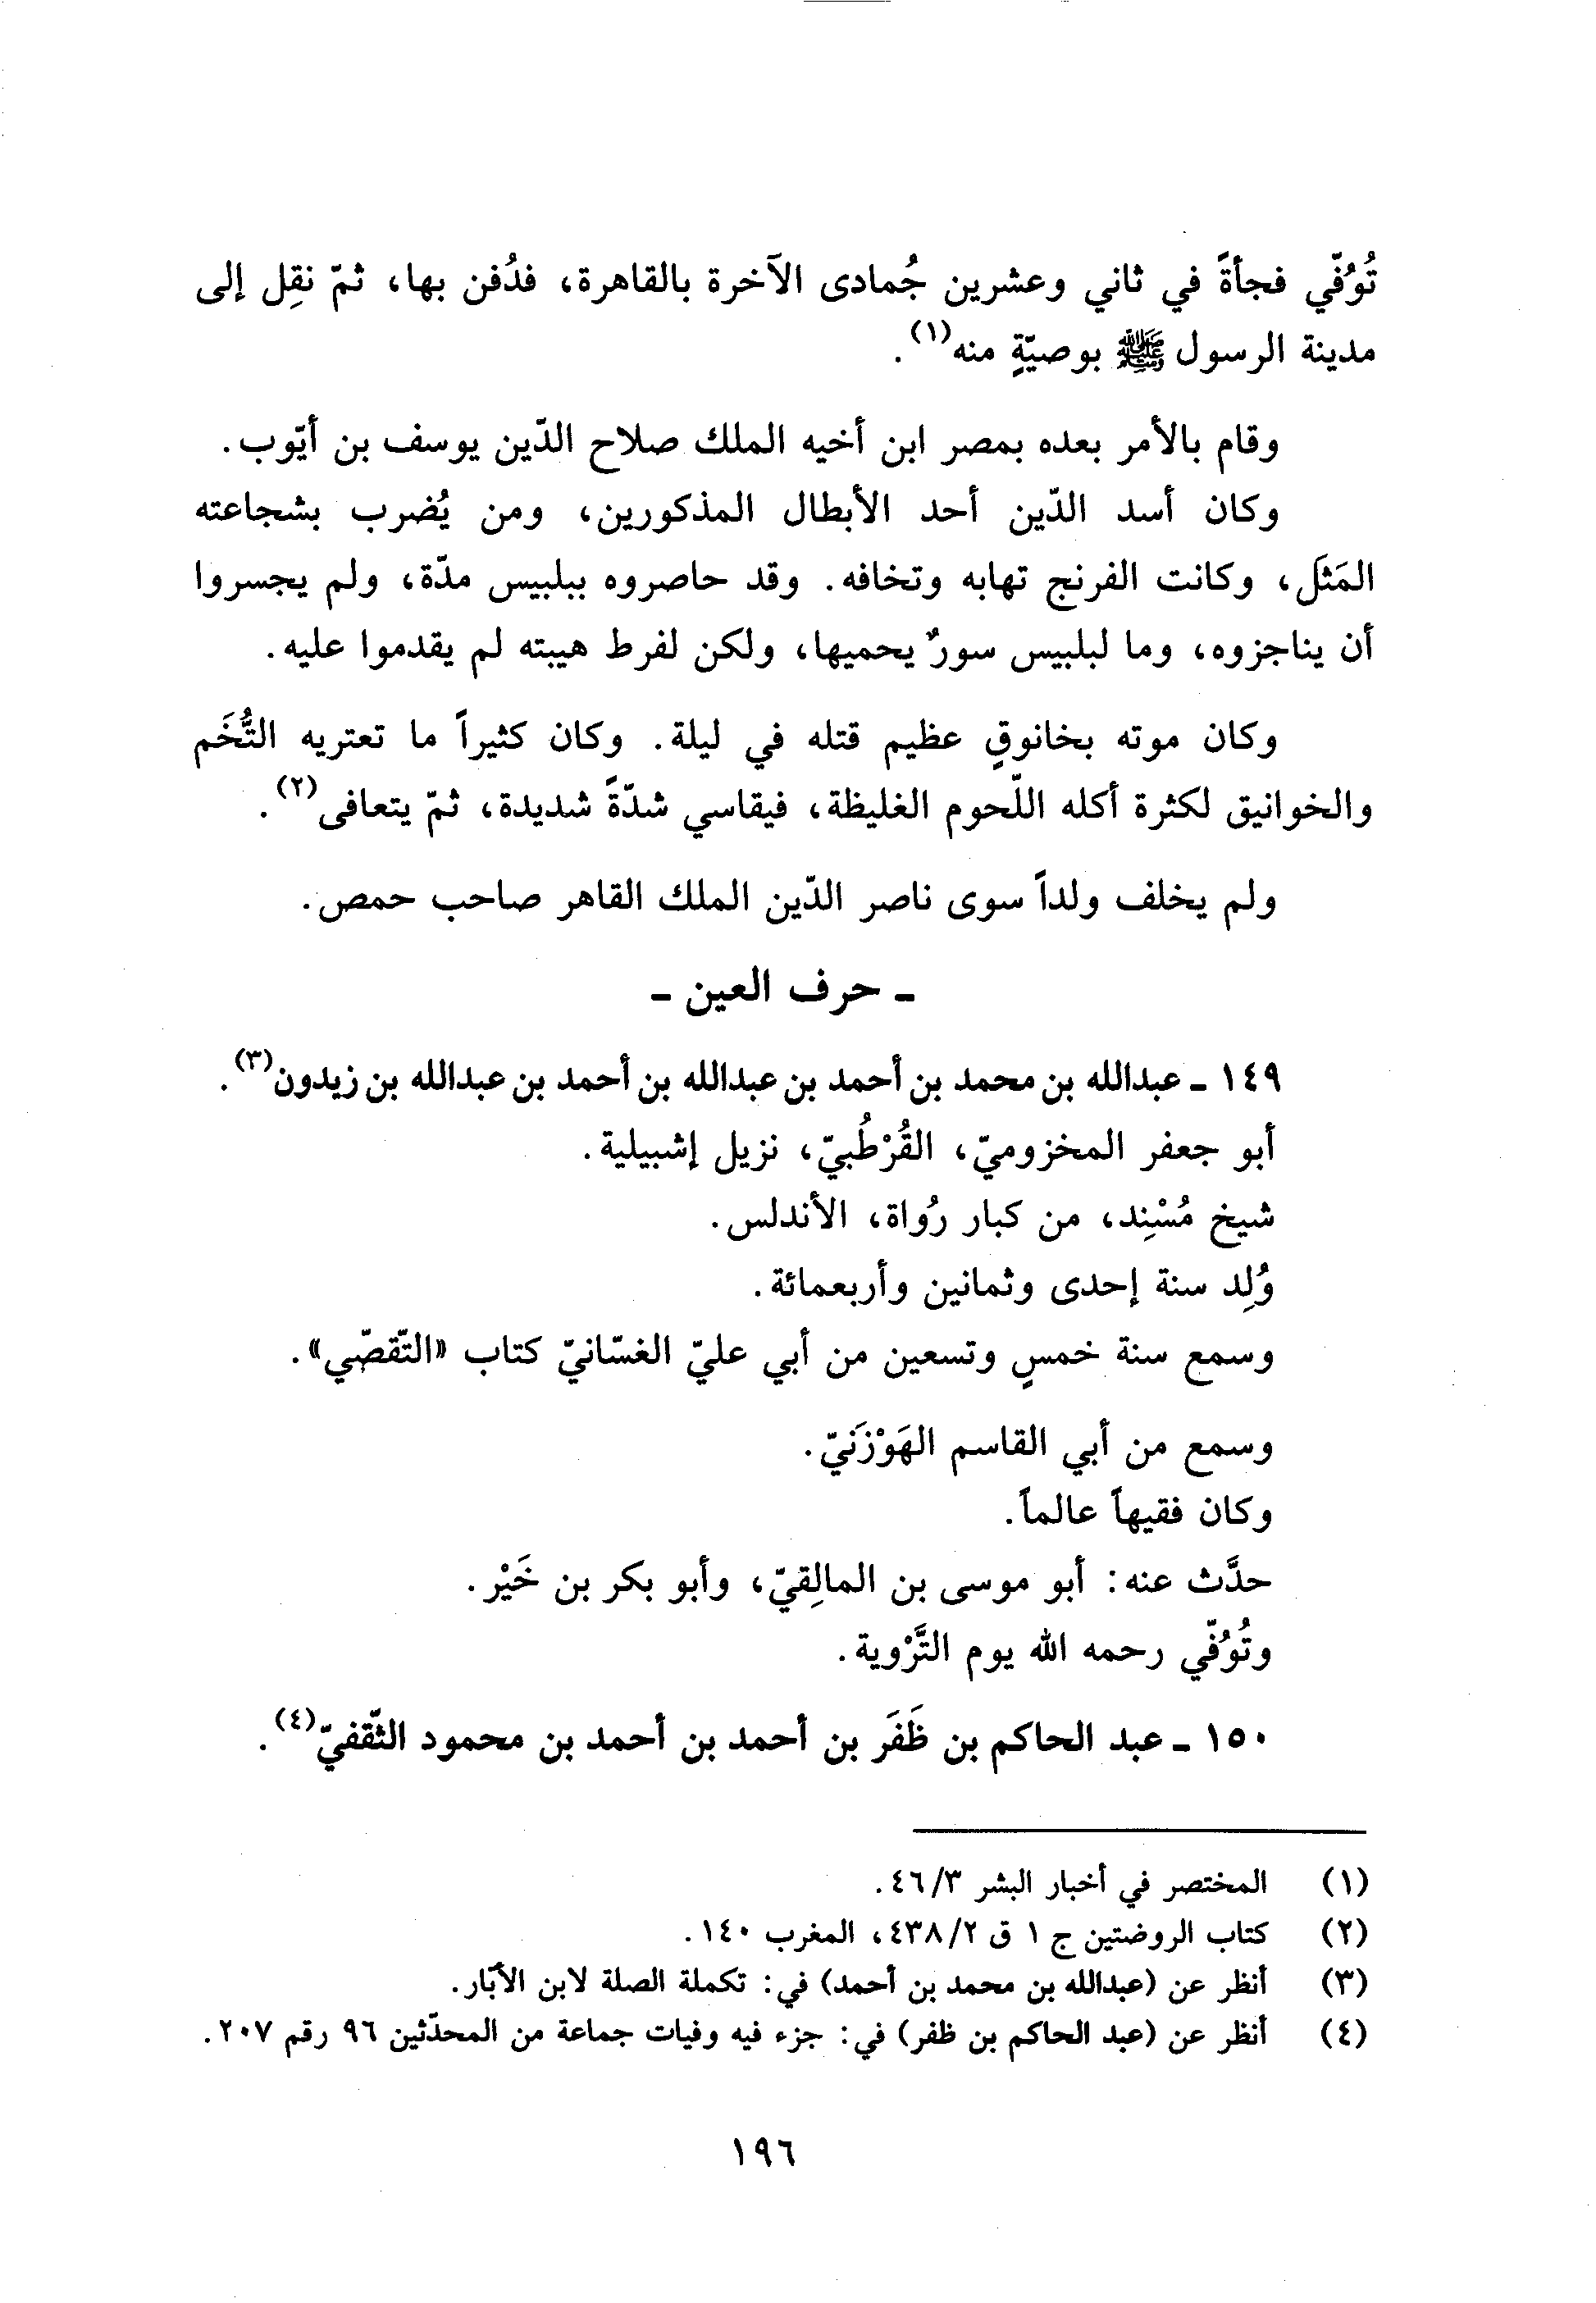 تُوُفّي فجأةً في ثاني وعشرين جُمادى الآخرة بالقاهرة، فدُفن بها، ثمّ نقِل إلى
مدينة الرسول ﷺ بوصيّةٍ منه(١).
وقام بالأمر بعده بمصر ابن أخيه الملك صلاح الدّين يوسف بن أيّوب.
وكان أسد الدّين أحد الأبطال المذكورين، ومن يُضرب بشجاعته
المَثَل، وكانت الفرنج تهابه وتخافه. وقد حاصروه ببلبيس مدّة، ولم يجسروا
أن يناجزوه، وما لبلبيس سورٌ يحميها، ولكن لفرط هيبته لم يقدموا عليه.
وكان موته بخانوقٍ عظيم قتله في ليلة. وكان كثيراً ما تعتريه التُّخَم
والخوانيق لكثرة أكله اللّحوم الغليظة، فيقاسي شدّةً شديدة، ثمّ يتعافى(٢).
ولم يخلف ولداً سوى ناصر الدّين الملك القاهر صاحب حمص.
ـ حرف العين ـ
١٤٩ ـ عبدالله بن محمد بن أحمد بن عبدالله بن أحمد بن عبدالله بن زيدون(٣).
أبو جعفر المخزوميّ، القُرْطُبيّ، نزيل إشبيلية.
شيخ مُسْنِد، من كبار رُواة، الأندلس.
وُلِد سنة إحدى وثمانين وأربعمائة.
وسمع سنة خمسٍ وتسعين من أبي عليّ الغسّانيّ كتاب «التّقصّي».
وسمع من أبي القاسم الهَوْزَنيّ.
وكان فقيهاً عالماً.
حدَّث عنه: أبو موسى بن المالِقيّ، وأبو بكر بن خَيْر.
وتُوُفّي رحمه الله يوم التَّرْوية.
١٥٠ ـ عبد الحاكم بن ظَفَر بن أحمد بن أحمد بن محمود الثّقفيّ(٤).
(١) المختصر في أخبار البشر ٤٦/٣.
(٢) كتاب الروضتين ج ١ ق ٤٣٨/٢، المغرب ١٤٠.
(٣) أنظر عن (عبدالله بن محمد بن أحمد) في: تكملة الصلة لابن الأبّار.
(٤) أنظر عن (عبد الحاكم بن ظفر) في: جزء فيه وفيات جماعة من المحدّثين ٩٦ رقم ٢٠٧.
١٩٦